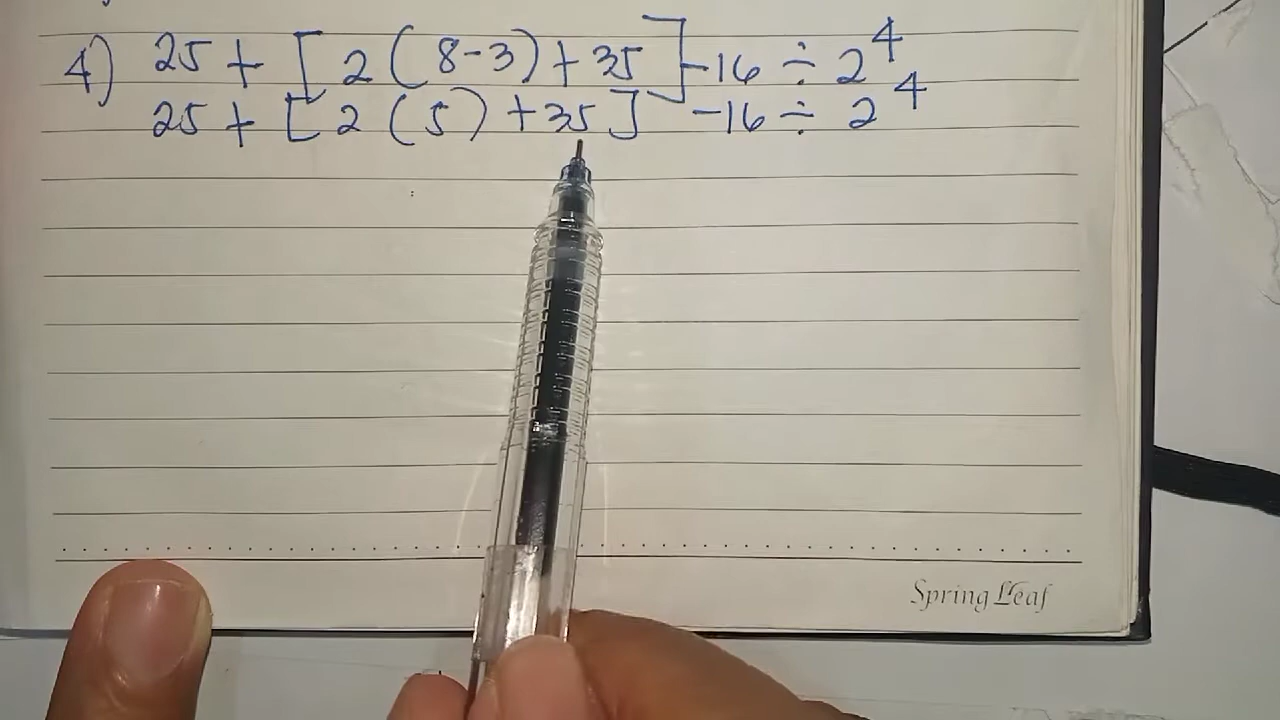 4) 25 + [ 2 ( 8-3 ) + 35 ] - 16 ÷ 2⁴
25 + [ 2 ( 5 ) + 35 ] - 16 ÷ 2⁴
Spring Leaf